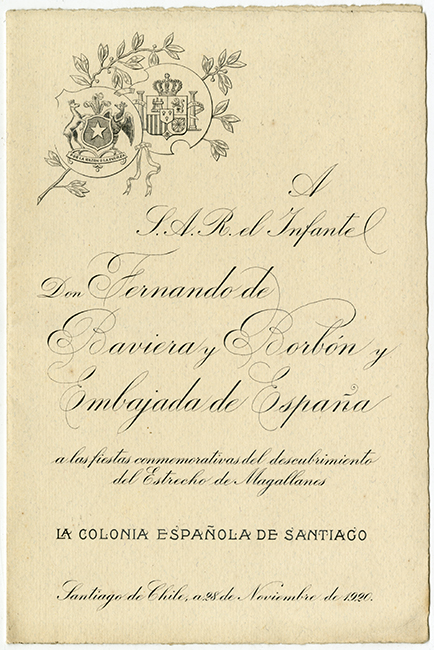 A
S.A.R. el Infante
Don Fernando de
Baviera y Borbón y
Embajada de España
a las fiestas conmemorativas del descubrimiento
del Estrecho de Magallanes
LA COLONIA ESPAÑOLA DE SANTIAGO
Santiago de Chile, a 28 de Noviembre de 1920.